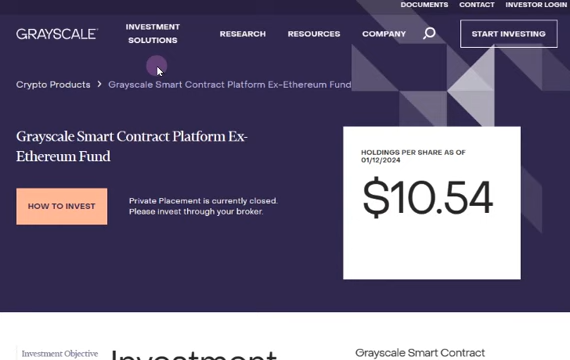 DOCUMENTS CONTACT INVESTOR LOGIN
GRAYSCALE
INVESTMENT
SOLUTIONS
RESEARCH
RESOURCES
COMPANY
START INVESTING
Crypto Products > Grayscale Smart Contract Platform Ex-Ethereum Fund
Grayscale Smart Contract Platform Ex-
Ethereum Fund
HOW TO INVEST
Private Placement is currently closed.
Please invest through your broker.
HOLDINGS PER SHARE AS OF
01/12/2024
$10.54
Investment Objective
Investment
Grayscale Smart Contract